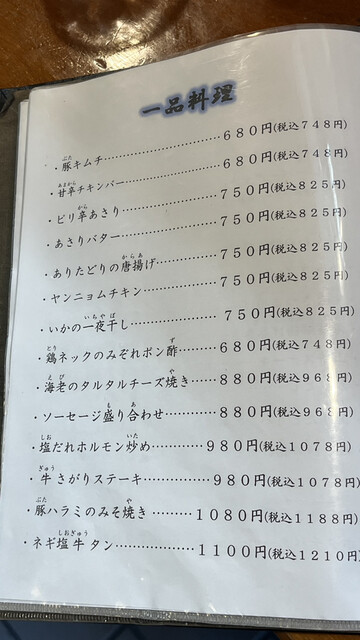 一品料理
・豚キムチ……………………680円(税込748円)
・甘辛チキンバー………………680円(税込748円)
・ピリ辛あさり…………………750円(税込825円)
・あさりバター…………………750円(税込825円)
・ありたどりの唐揚げ…………750円(税込825円)
・ヤンニョムチキン……………750円(税込825円)
・いかの一夜干し………………750円(税込825円)
・鶏ネックのみぞれポン酢……680円(税込748円)
・海老のタルタルチーズ焼き……880円(税込968円)
・ソーセージ盛り合わせ………880円(税込968円)
・塩だれホルモン炒め…………980円(税込1078円)
・牛さがりステーキ……………980円(税込1078円)
・豚ハラミのみそ焼き………1080円(税込1188円)
・ネギ塩牛タン………………1100円(税込1210円)